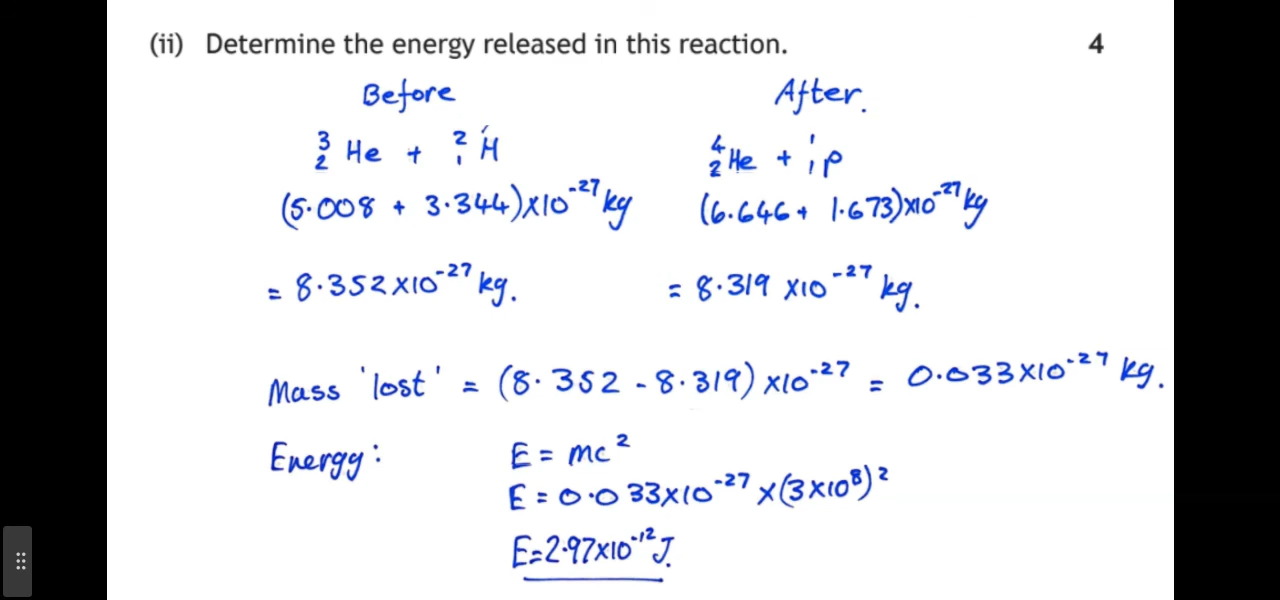 (ii) Determine the energy released in this reaction. 4
Before After.
³₂He + ²₁H ⁴₂He + ¹₁p
(5.008 + 3.344)×10⁻²⁷ kg (6.646 + 1.673)×10⁻²⁷ kg
= 8.352×10⁻²⁷ kg. = 8.319 ×10⁻²⁷ kg.
Mass 'lost' = (8.352 - 8.319)×10⁻²⁷ = 0.033×10⁻²⁷ kg.
Energy: E = mc²
E = 0.033×10⁻²⁷ × (3×10⁸)²
E=2.97×10⁻¹² J.